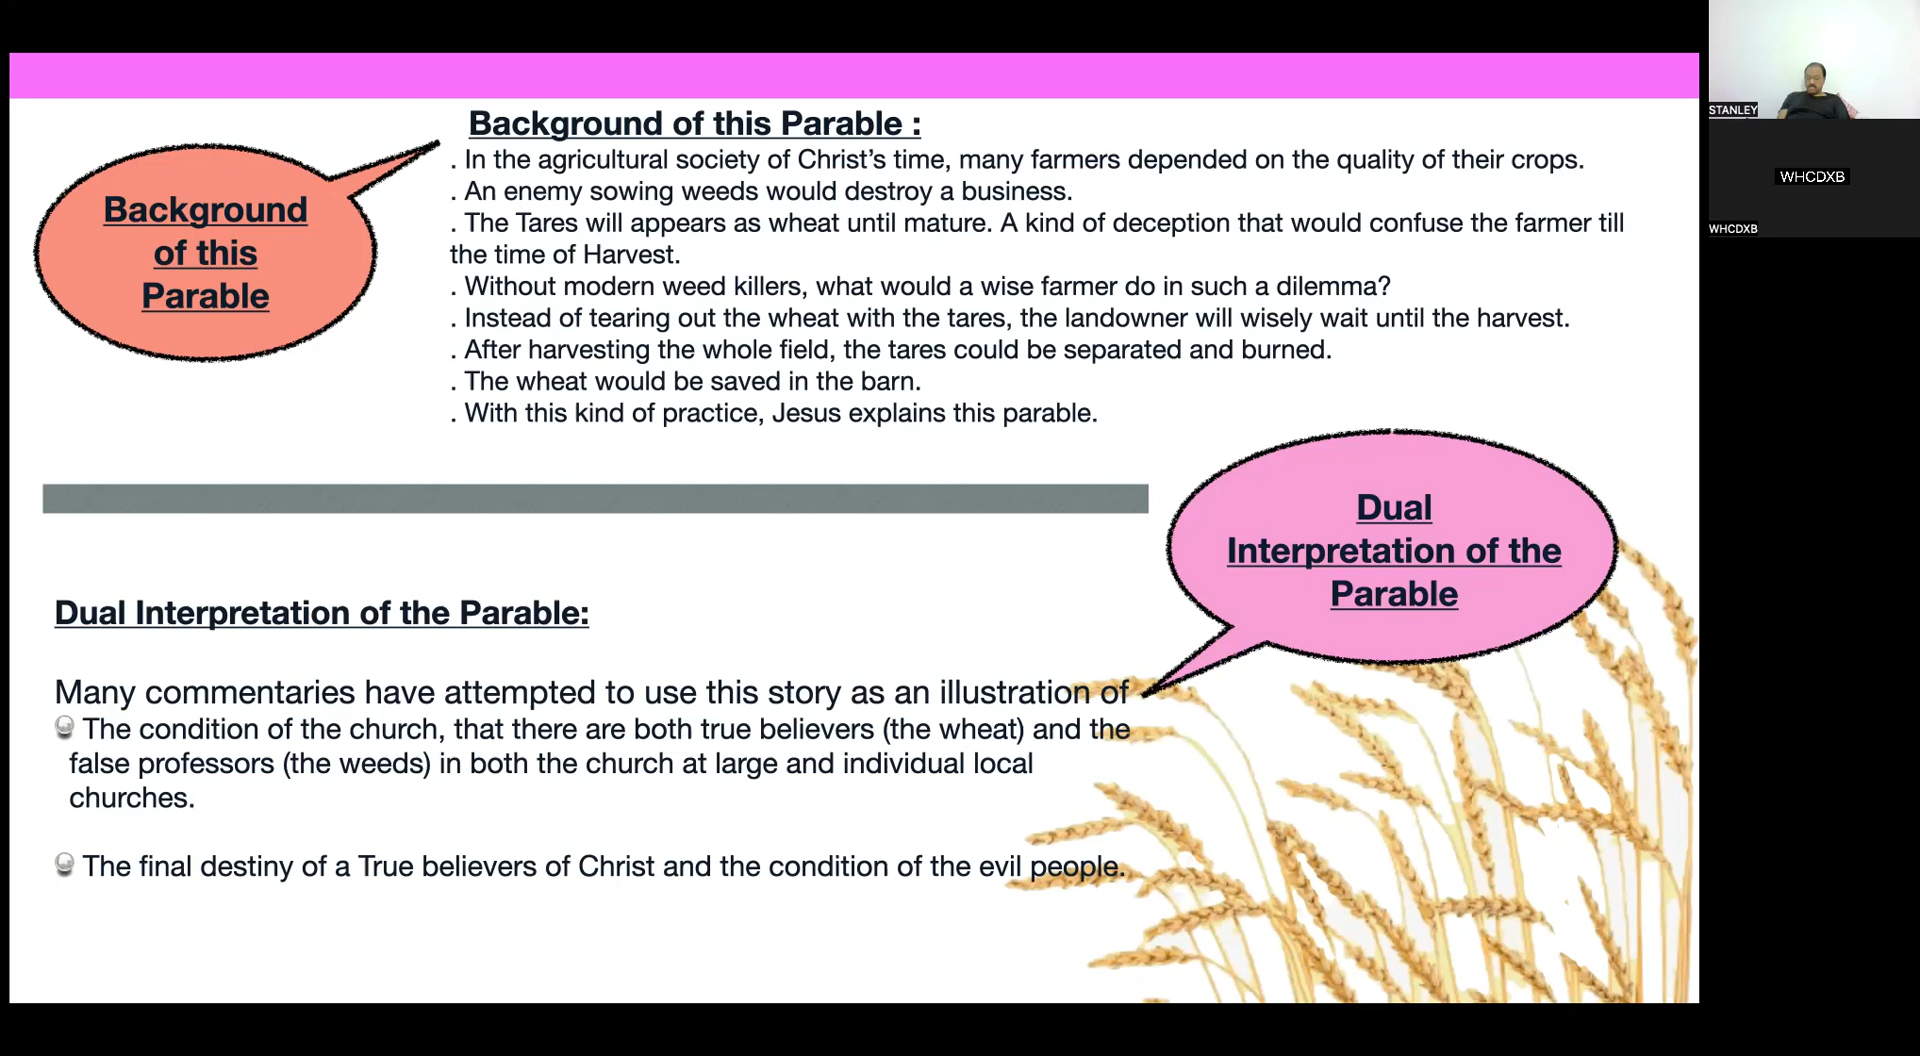 Background of this Parable :
. In the agricultural society of Christ's time, many farmers depended on the quality of their crops.
. An enemy sowing weeds would destroy a business.
. The Tares will appears as wheat until mature. A kind of deception that would confuse the farmer till
the time of Harvest.
. Without modern weed killers, what would a wise farmer do in such a dilemma?
. Instead of tearing out the wheat with the tares, the landowner will wisely wait until the harvest.
. After harvesting the whole field, the tares could be separated and burned.
. The wheat would be saved in the barn.
. With this kind of practice, Jesus explains this parable.
Background
of this
Parable
Dual
Interpretation of the
Parable
Dual Interpretation of the Parable:
Many commentaries have attempted to use this story as an illustration of
The condition of the church, that there are both true believers (the wheat) and the
false professors (the weeds) in both the church at large and individual local
churches.
The final destiny of a True believers of Christ and the condition of the evil people.
STANLEY
WHCDXB
WHCDXB